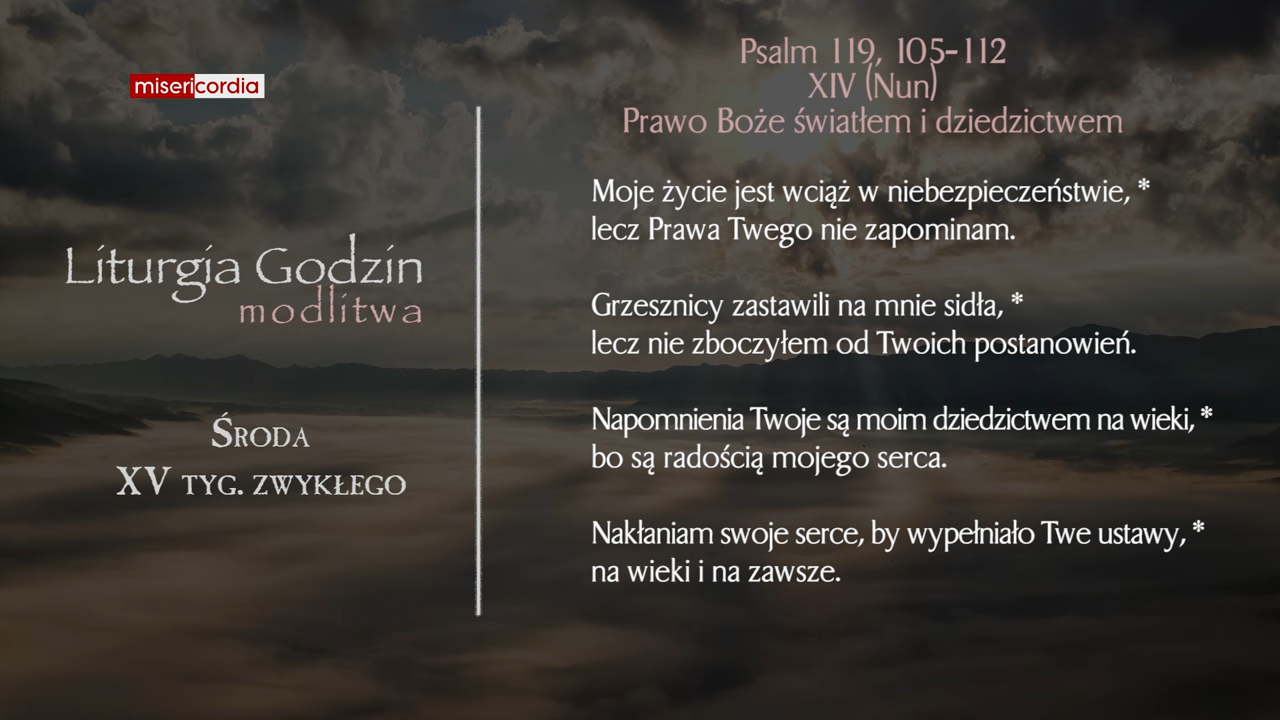 misericordia
Liturgia Godzin
modlitwa
Środa
XV tyg. zwykłego
Psalm 119, 105-112
XIV (Nun)
Prawo Boże światłem i dziedzictwem
Moje życie jest wciąż w niebezpieczeństwie, *
lecz Prawa Twego nie zapominam.
Grzesznicy zastawili na mnie sidła, *
lecz nie zboczyłem od Twoich postanowień.
Napomnienia Twoje są moim dziedzictwem na wieki, *
bo są radością mojego serca.
Nakłaniam swoje serce, by wypełniało Twe ustawy, *
na wieki i na zawsze.